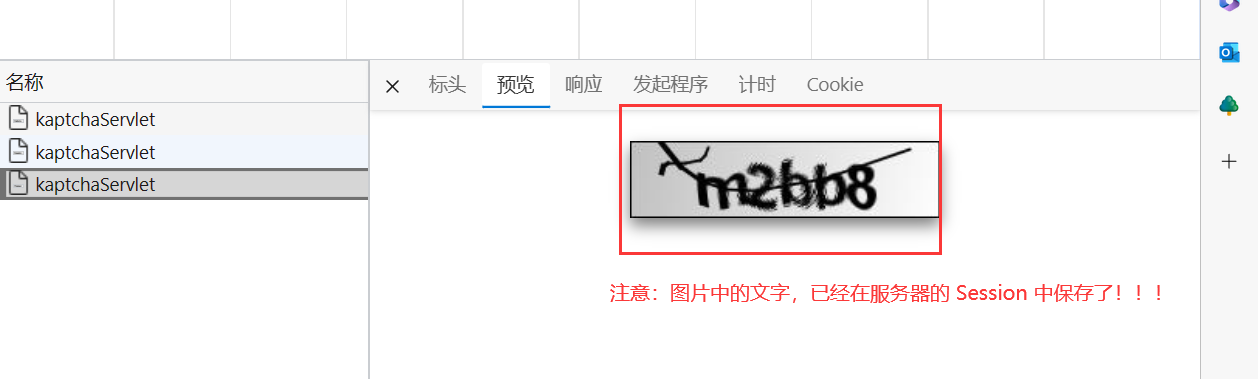 名称
标头 预览 响应 发起程序 计时 Cookie
kaptchaServlet
kaptchaServlet
kaptchaServlet
m2bb8
注意：图片中的文字，已经在服务器的 Session 中保存了！！！